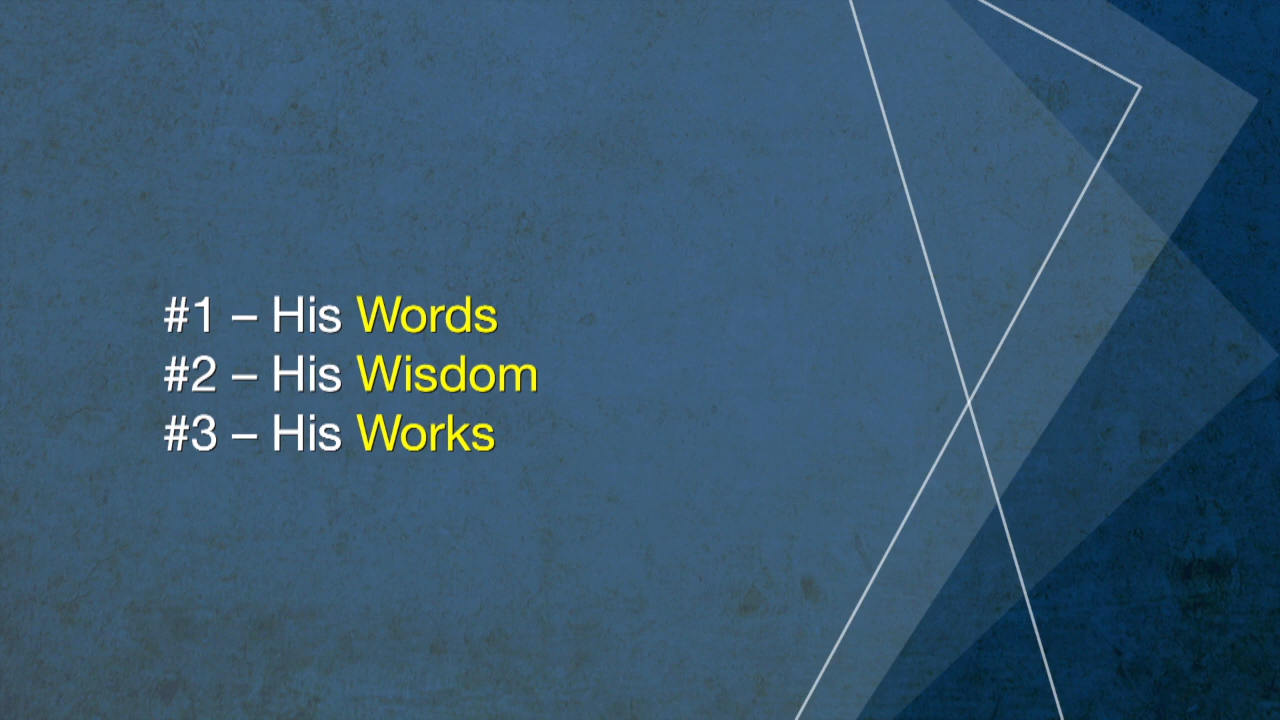 #1 – His Words
#2 – His Wisdom
#3 – His Works